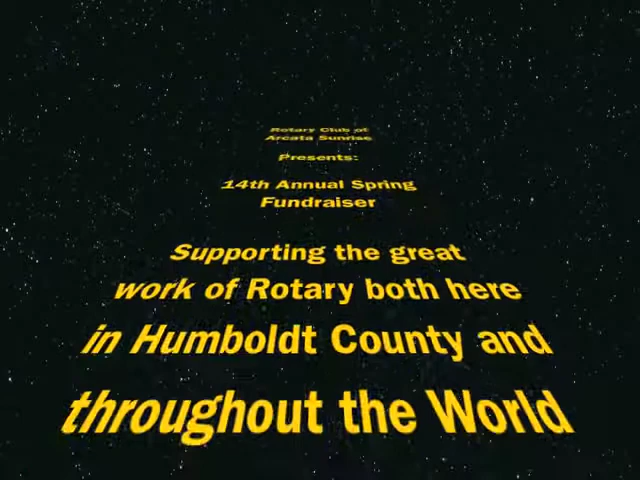 Rotary Club of
Arcata Sunrise
Presents:
14th Annual Spring
Fundraiser
Supporting the great
work of Rotary both here
in Humboldt County and
throughout the World